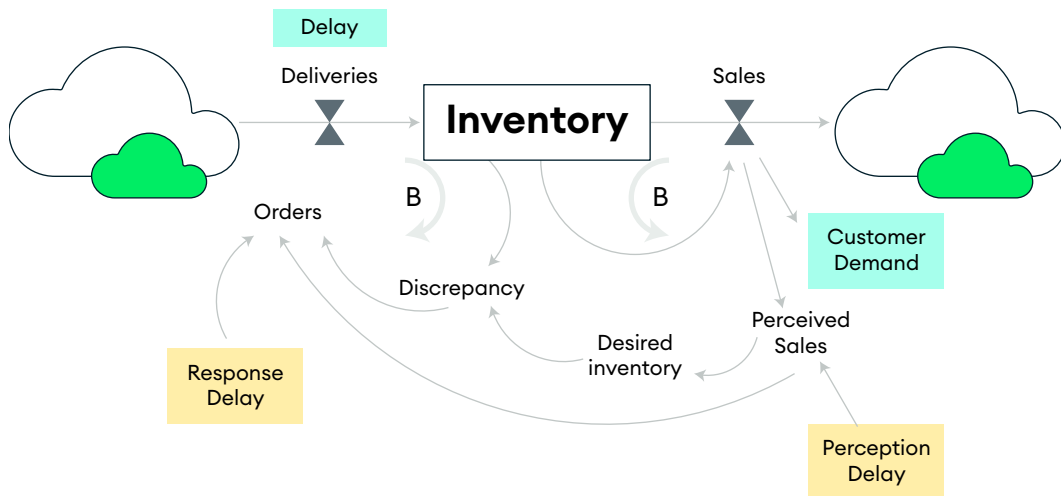 Delay
Deliveries
Sales
Inventory
B
B
Orders
Customer
Demand
Discrepancy
Perceived
Sales
Desired
inventory
Response
Delay
Perception
Delay